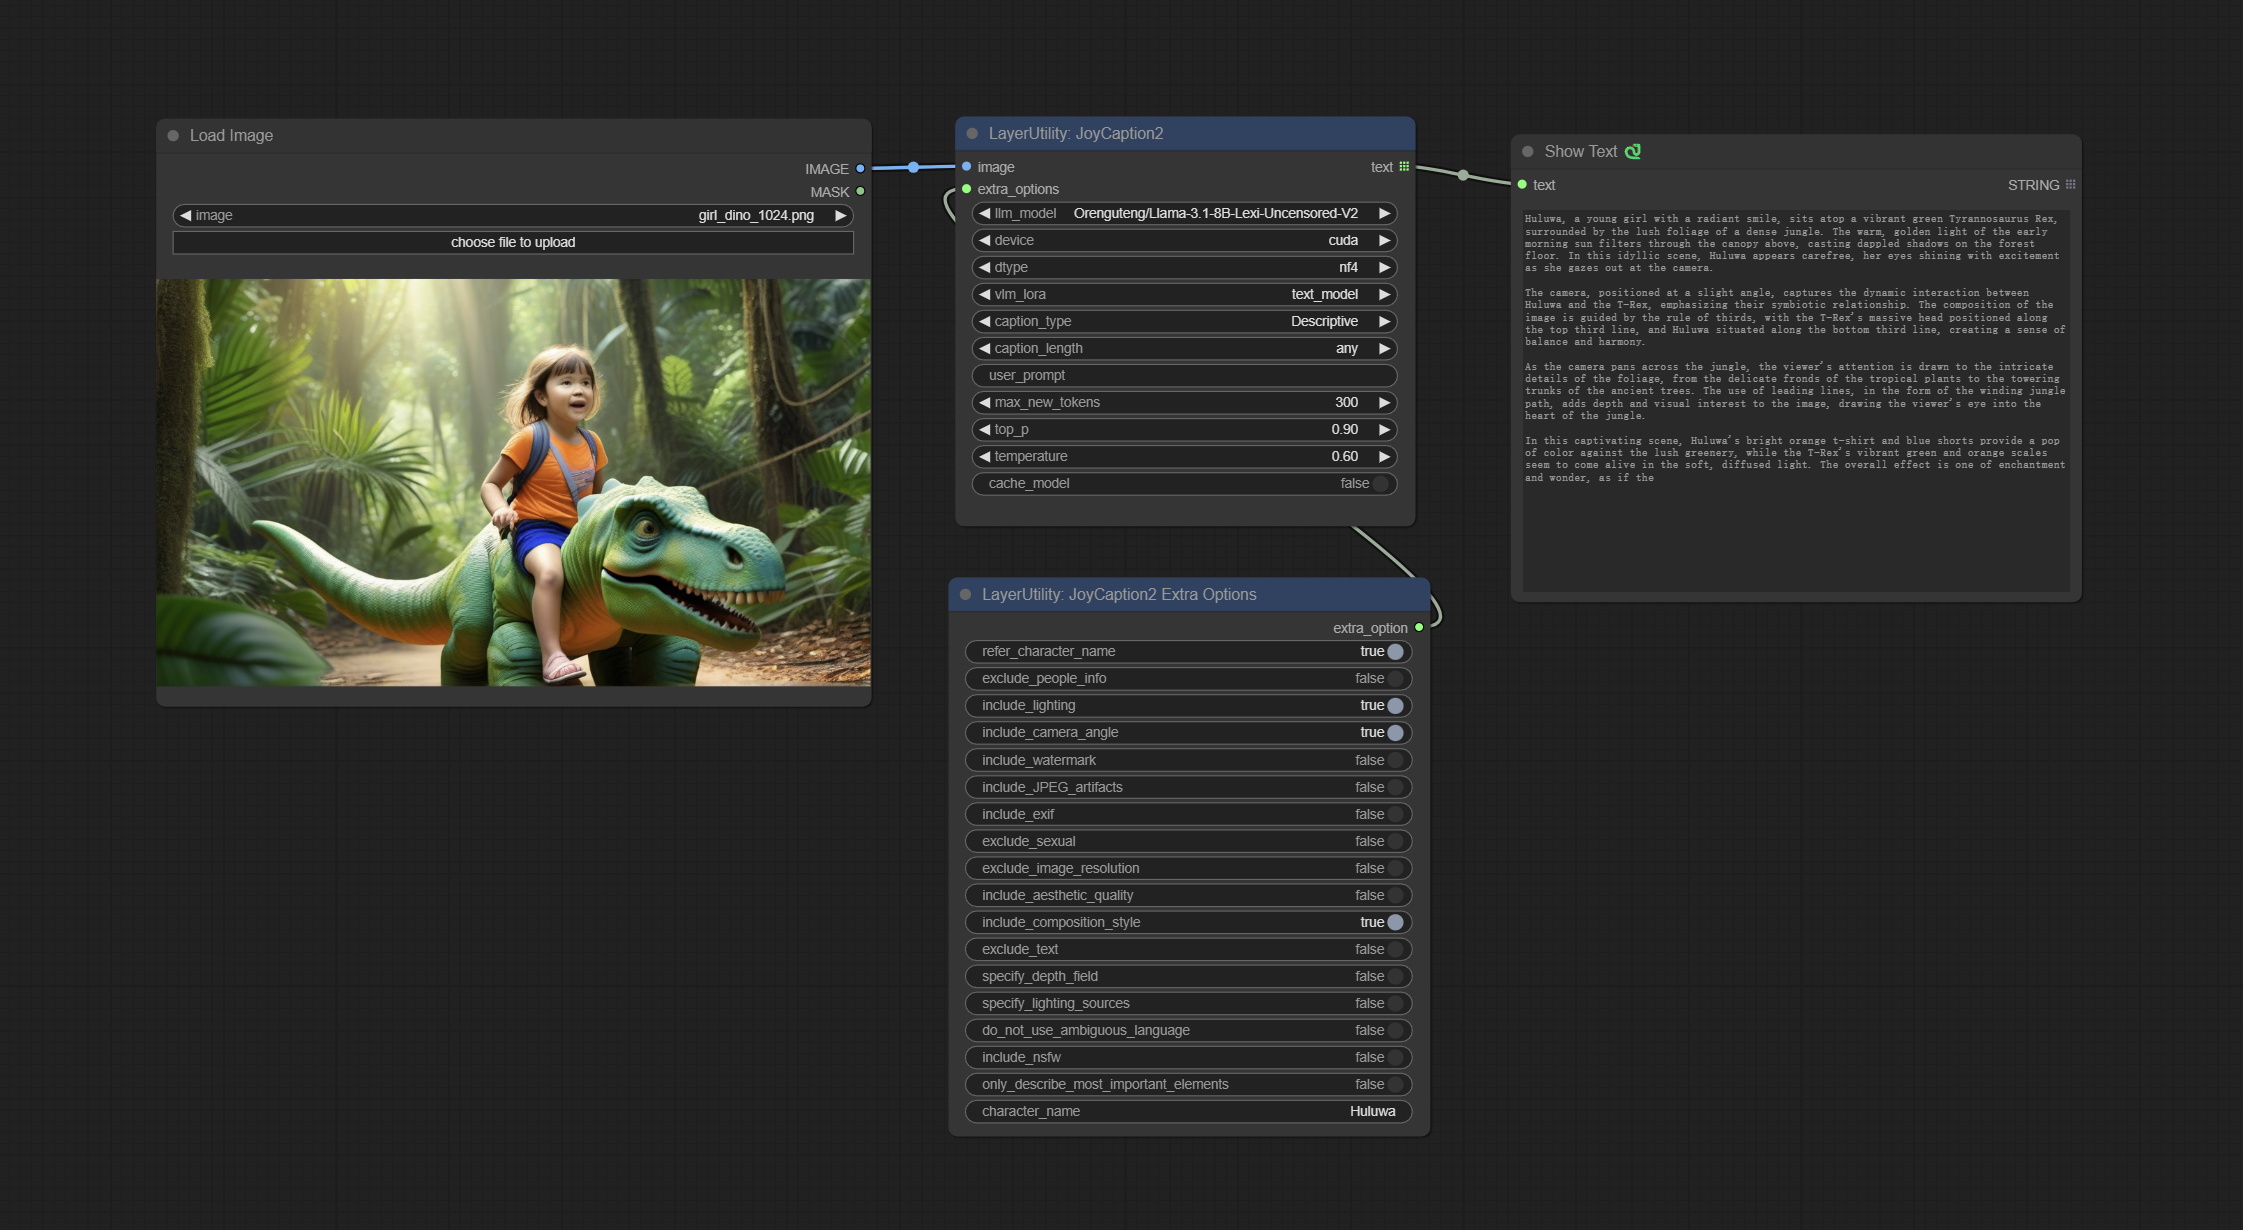 Load Image
IMAGE
MASK
image girl_dino_1024.png
choose file to upload
LayerUtility: JoyCaption2
image text
extra_options
llm_model Orenguteng/Llama-3.1-8B-Lexi-Uncensored-V2
device cuda
dtype nf4
vlm_lora text_model
caption_type Descriptive
caption_length any
user_prompt
max_new_tokens 300
top_p 0.90
temperature 0.60
cache_model false
LayerUtility: JoyCaption2 Extra Options
extra_option
refer_character_name true
exclude_people_info false
include_lighting true
include_camera_angle true
include_watermark false
include_JPEG_artifacts false
include_exif false
exclude_sexual false
exclude_image_resolution false
include_aesthetic_quality false
include_composition_style true
exclude_text false
specify_depth_field false
specify_lighting_sources false
do_not_use_ambiguous_language false
include_nsfw false
only_describe_most_important_elements false
character_name Huluwa
Show Text
text STRING
Huluwa, a young girl with a radiant smile, sits atop a vibrant green Tyrannosaurus Rex,
surrounded by the lush foliage of a dense jungle. The warm, golden light of the early
morning sun filters through the canopy above, casting dappled shadows on the forest
floor. In this idyllic scene, Huluwa appears carefree, her eyes shining with excitement
as she gazes out at the camera.
The camera, positioned at a slight angle, captures the dynamic interaction between
Huluwa and the T-Rex, emphasizing their symbiotic relationship. The composition of the
image is guided by the rule of thirds, with the T-Rex's massive head positioned along
the top third line, and Huluwa situated along the bottom third line, creating a sense of
balance and harmony.
As the camera pans across the jungle, the viewer's attention is drawn to the intricate
details of the foliage, from the delicate fronds of the tropical plants to the towering
trunks of the ancient trees. The use of leading lines, in the form of the winding jungle
path, adds depth and visual interest to the image, drawing the viewer's eye into the
heart of the jungle.
In this captivating scene, Huluwa's bright orange t-shirt and blue shorts provide a pop
of color against the lush greenery, while the T-Rex's vibrant green and orange scales
seem to come alive in the soft, diffused light. The overall effect is one of enchantment
and wonder, as if the